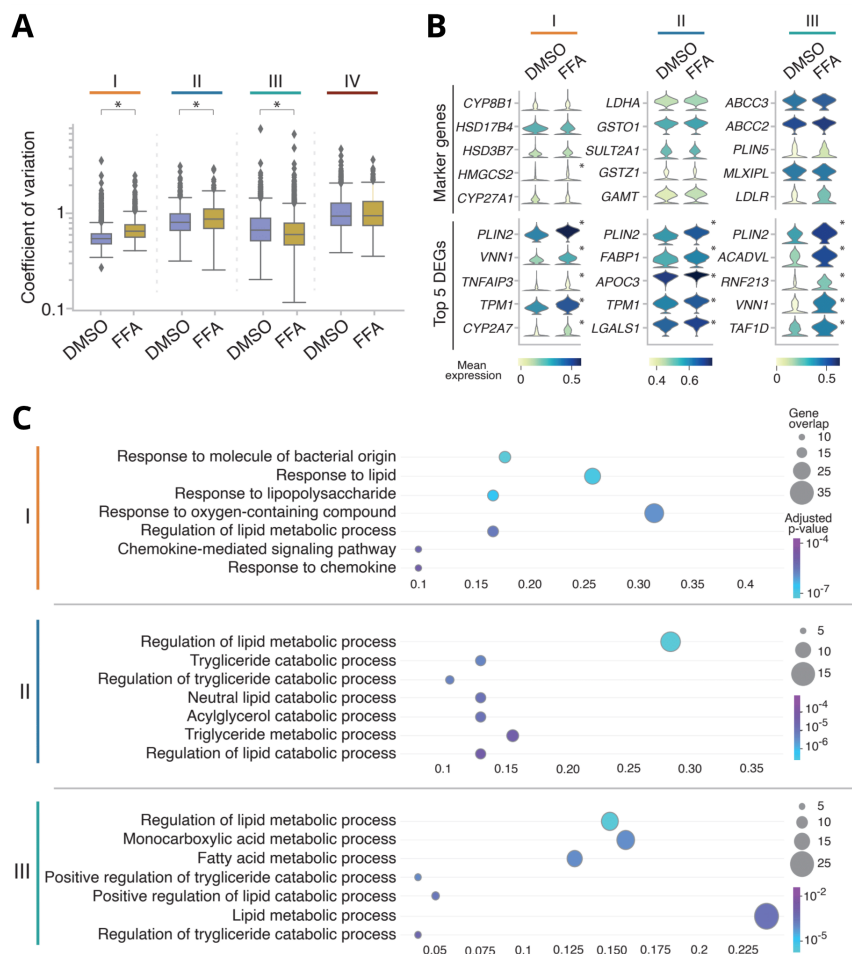 A
I II III IV
* * *
Coefficient of variation
1
0.1
DMSO FFA DMSO FFA DMSO FFA DMSO FFA
B
I II III
DMSO FFA DMSO FFA DMSO FFA
Marker genes
CYP8B1 LDHA ABCC3
HSD17B4 GSTO1 ABCC2
HSD3B7 SULT2A1 PLIN5
HMGCS2 * GSTZ1 MLXIPL
CYP27A1 GAMT LDLR
Top 5 DEGs
PLIN2 * PLIN2 * PLIN2 *
VNN1 * FABP1 * ACADVL *
TNFAIP3 * APOC3 * RNF213 *
TPM1 * TPM1 * VNN1 *
CYP2A7 * LGALS1 * TAF1D *
Mean
expression
0 0.5 0.4 0.6 0 0.5
C
I
Response to molecule of bacterial origin
Response to lipid
Response to lipopolysaccharide
Response to oxygen-containing compound
Regulation of lipid metabolic process
Chemokine-mediated signaling pathway
Response to chemokine
0.1 0.15 0.20 0.25 0.30 0.35 0.4
Gene
overlap
10
15
25
35
Adjusted
p-value
10-4
10-7
II
Regulation of lipid metabolic process
Trygliceride catabolic process
Regulation of trygliceride catabolic process
Neutral lipid catabolic process
Acylglycerol catabolic process
Triglyceride metabolic process
Regulation of lipid catabolic process
0.1 0.15 0.20 0.25 0.30 0.35
5
10
15
10-4
10-5
10-6
III
Regulation of lipid metabolic process
Monocarboxylic acid metabolic process
Fatty acid metabolic process
Positive regulation of trygliceride catabolic process
Positive regulation of lipid catabolic process
Lipid metabolic process
Regulation of trygliceride catabolic process
0.05 0.075 0.1 0.125 0.150 0.175 0.2 0.225
5
10
15
25
10-2
10-5